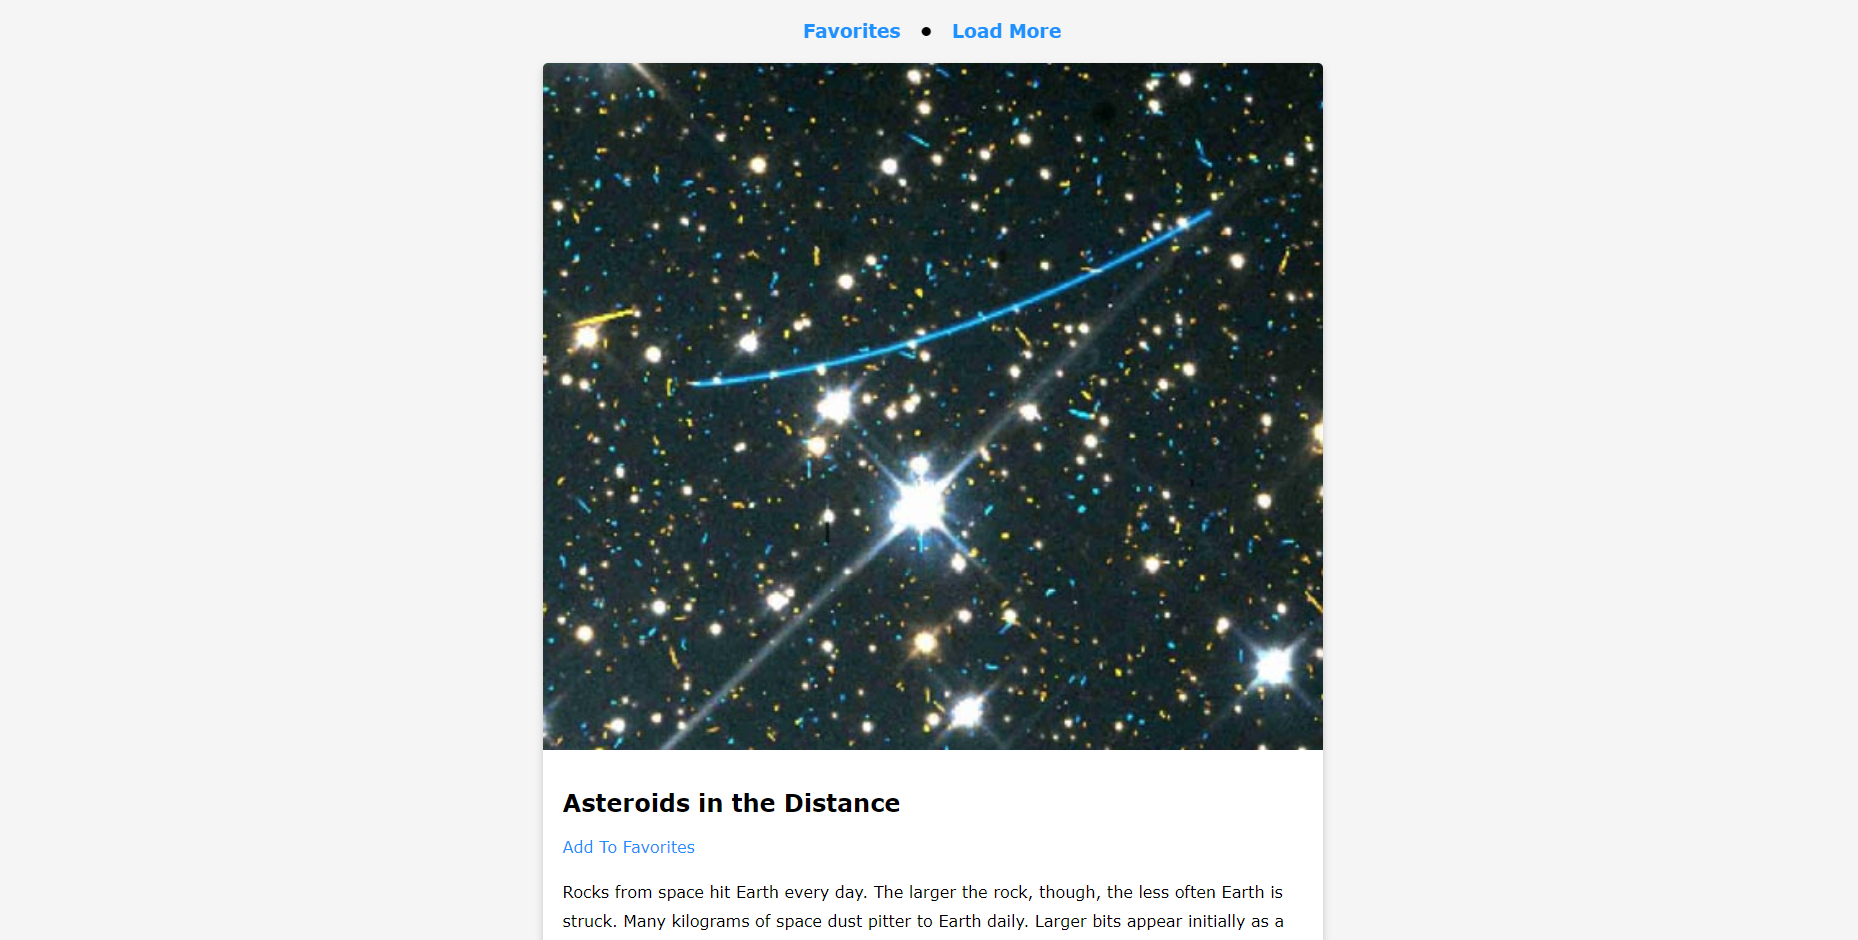 Favorites • Load More
Asteroids in the Distance
Add To Favorites
Rocks from space hit Earth every day. The larger the rock, though, the less often Earth is
struck. Many kilograms of space dust pitter to Earth daily. Larger bits appear initially as a